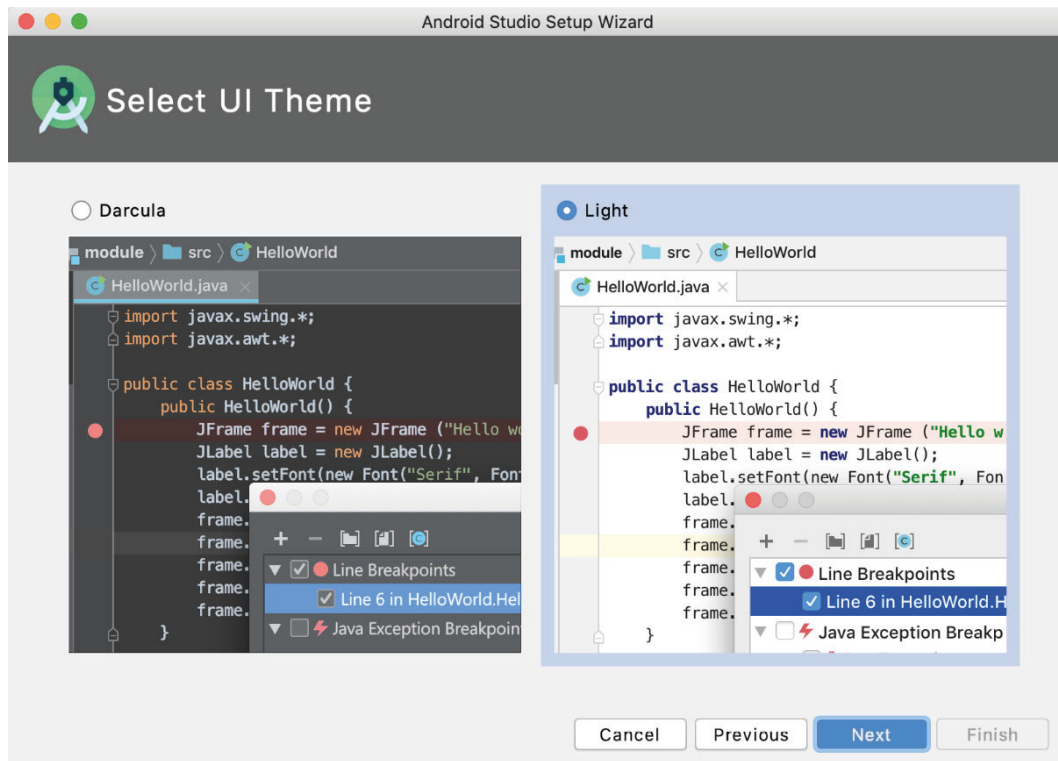 Android Studio Setup Wizard
Select UI Theme
Darcula
module src HelloWorld
HelloWorld.java
import javax.swing.*;
import javax.awt.*;
public class HelloWorld {
public HelloWorld() {
JFrame frame = new JFrame ("Hello wo
JLabel label = new JLabel();
label.setFont(new Font("Serif", Fon
label.
frame.
frame.
frame.
frame.
frame.
}
Line Breakpoints
Line 6 in HelloWorld.Hel
Java Exception Breakpoin
Light
module src HelloWorld
HelloWorld.java
import javax.swing.*;
import javax.awt.*;
public class HelloWorld {
public HelloWorld() {
JFrame frame = new JFrame ("Hello w
JLabel label = new JLabel();
label.setFont(new Font("Serif", Fon
label.
frame.
frame.
frame.
frame.
frame.
}
Line Breakpoints
Line 6 in HelloWorld.H
Java Exception Breakp
Cancel Previous Next Finish